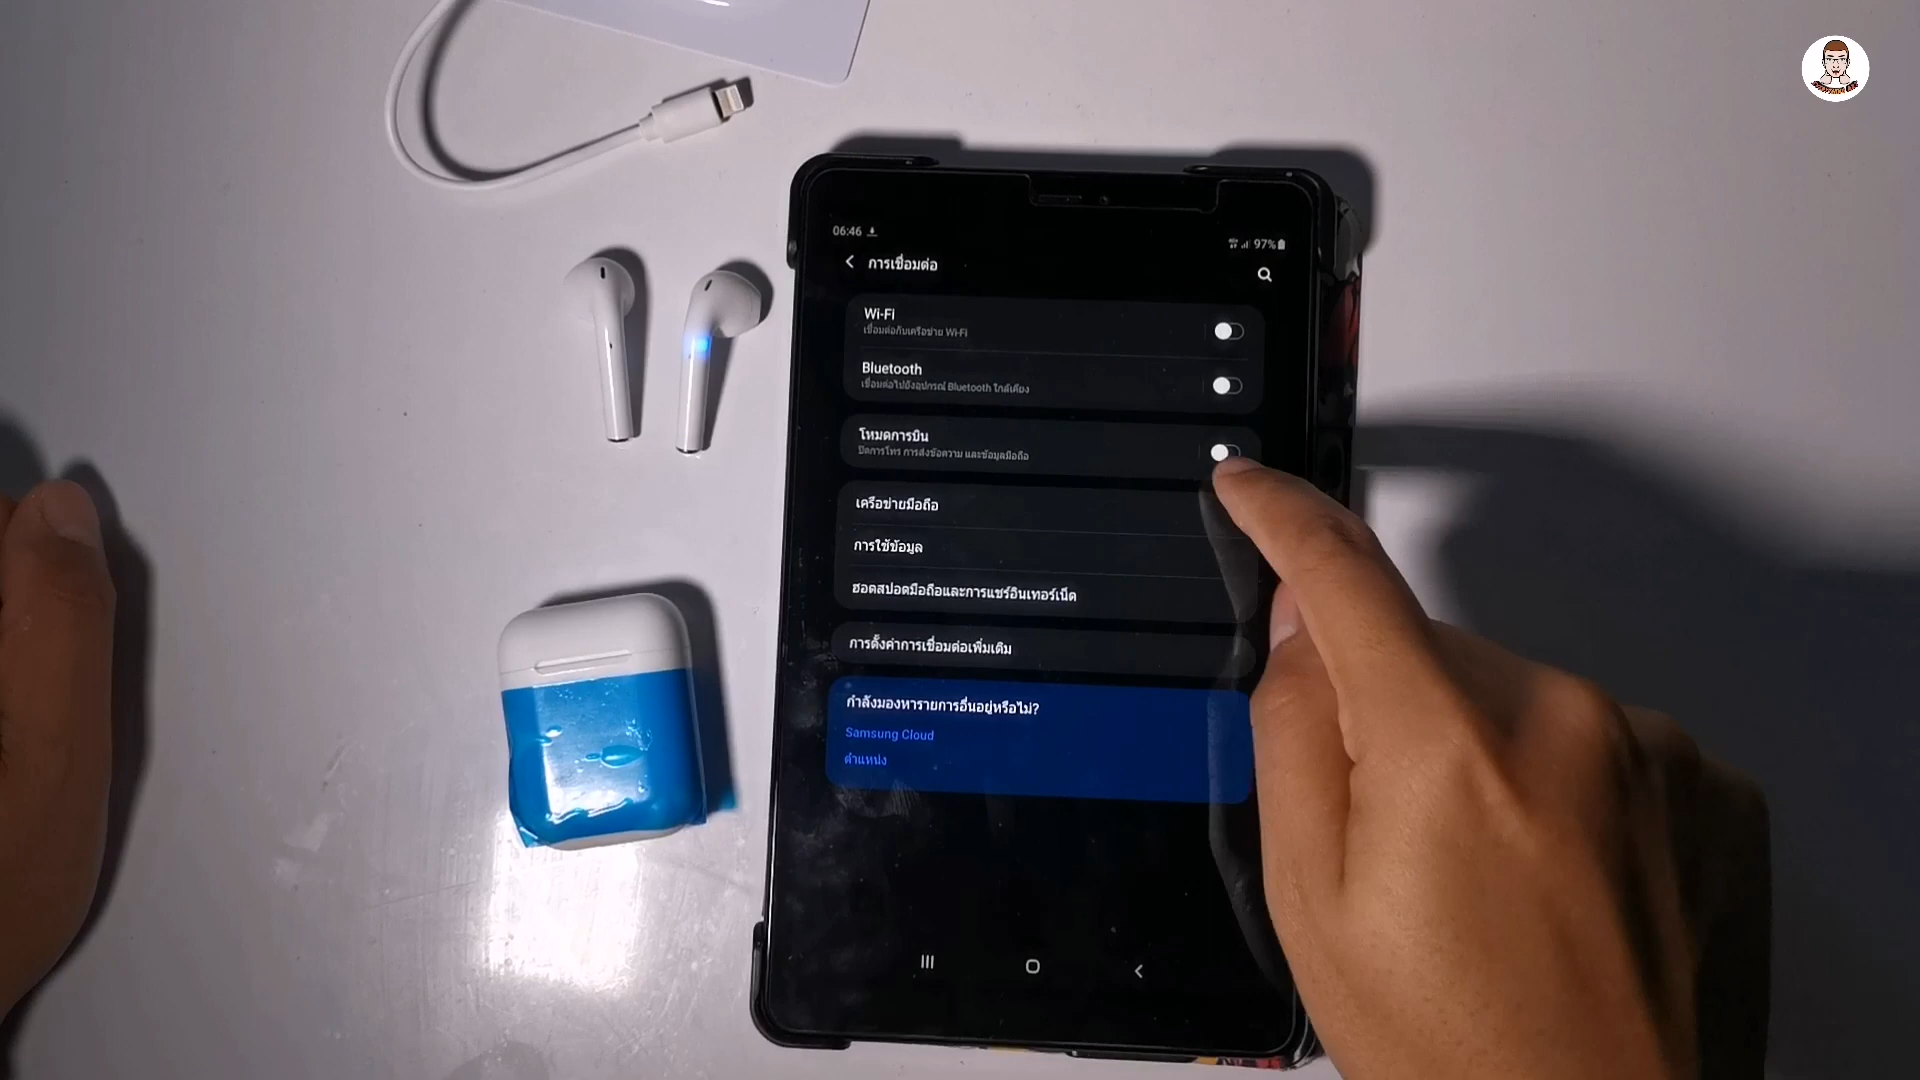 06:46
97%
การเชื่อมต่อ
Wi-Fi
เชื่อมต่อกับเครือข่าย Wi-Fi
Bluetooth
เชื่อมต่อไปยังอุปกรณ์ Bluetooth ใกล้เคียง
โหมดการบิน
ปิดการโทร การส่งข้อความ และข้อมูลมือถือ
เครือข่ายมือถือ
การใช้ข้อมูล
ฮอตสปอตมือถือและการแชร์อินเทอร์เน็ต
การตั้งค่าการเชื่อมต่อเพิ่มเติม
กำลังมองหารายการอื่นอยู่หรือไม่?
Samsung Cloud
ตำแหน่ง